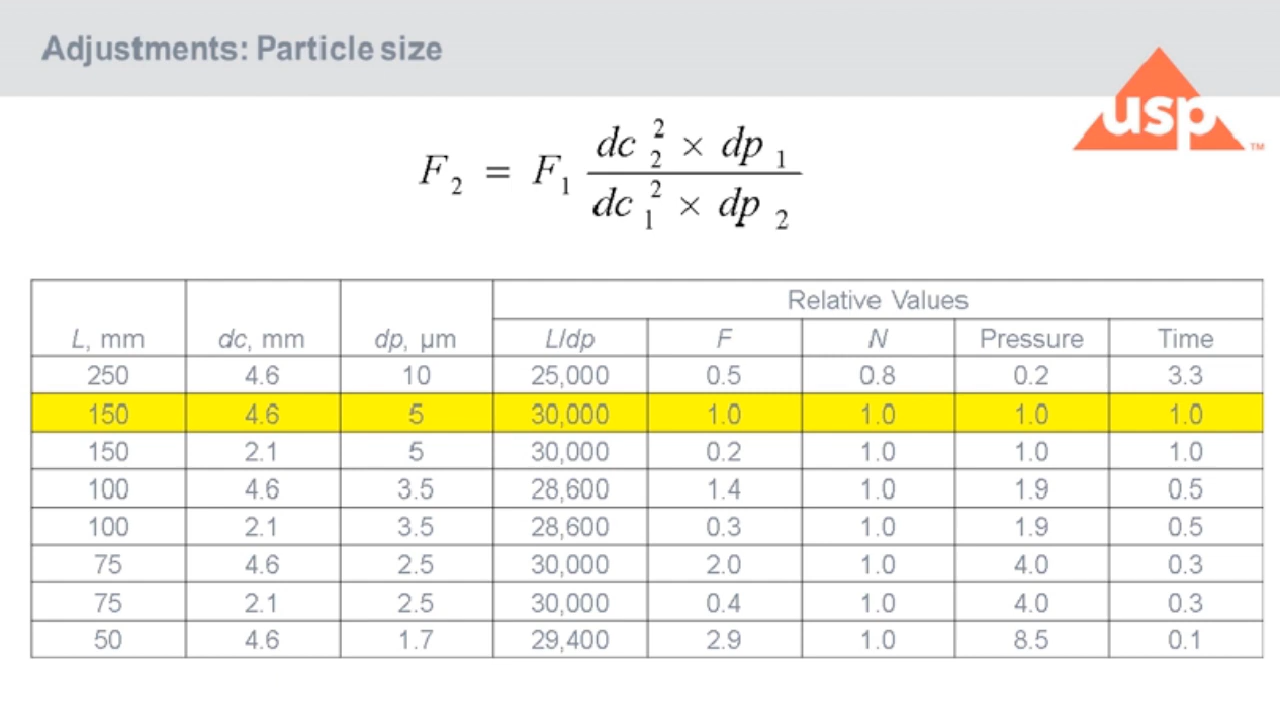 Adjustments: Particle size
usp
TM
F₂ = F₁ dc₂² × dp₁
dc₁² × dp₂
Relative Values
L, mm dc, mm dp, µm L/dp F N Pressure Time
250 4.6 10 25,000 0.5 0.8 0.2 3.3
150 4.6 5 30,000 1.0 1.0 1.0 1.0
150 2.1 5 30,000 0.2 1.0 1.0 1.0
100 4.6 3.5 28,600 1.4 1.0 1.9 0.5
100 2.1 3.5 28,600 0.3 1.0 1.9 0.5
75 4.6 2.5 30,000 2.0 1.0 4.0 0.3
75 2.1 2.5 30,000 0.4 1.0 4.0 0.3
50 4.6 1.7 29,400 2.9 1.0 8.5 0.1